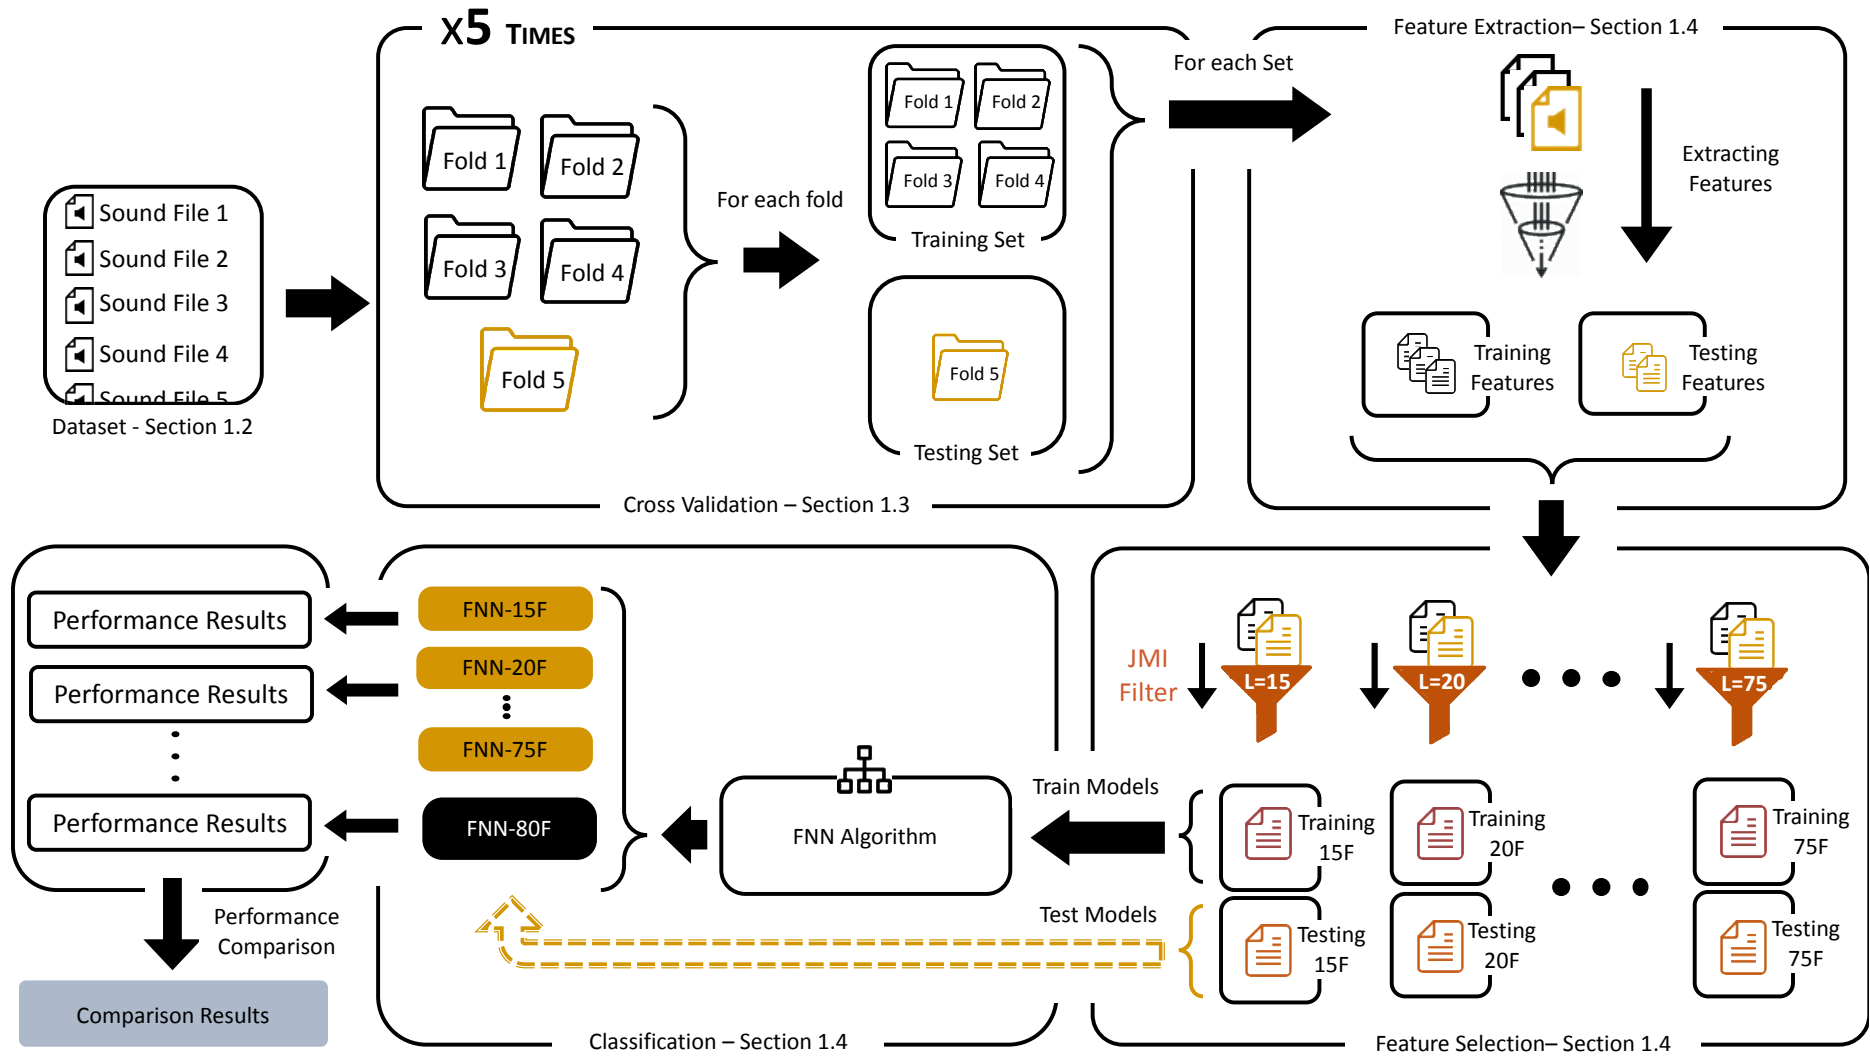 X5 TIMES
Fold 1
Fold 2
Fold 3
Fold 4
Fold 5
For each fold
Fold 1
Fold 2
Fold 3
Fold 4
Training Set
Fold 5
Testing Set
Cross Validation – Section 1.3
Sound File 1
Sound File 2
Sound File 3
Sound File 4
Sound File 5
Dataset - Section 1.2
For each Set
Feature Extraction– Section 1.4
Extracting
Features
Training
Features
Testing
Features
JMI
Filter
L=15
L=20
L=75
Training
15F
Training
20F
Training
75F
Testing
15F
Testing
20F
Testing
75F
Feature Selection– Section 1.4
Train Models
Test Models
FNN Algorithm
FNN-15F
FNN-20F
FNN-75F
FNN-80F
Classification – Section 1.4
Performance Results
Performance Results
Performance Results
Performance
Comparison
Comparison Results